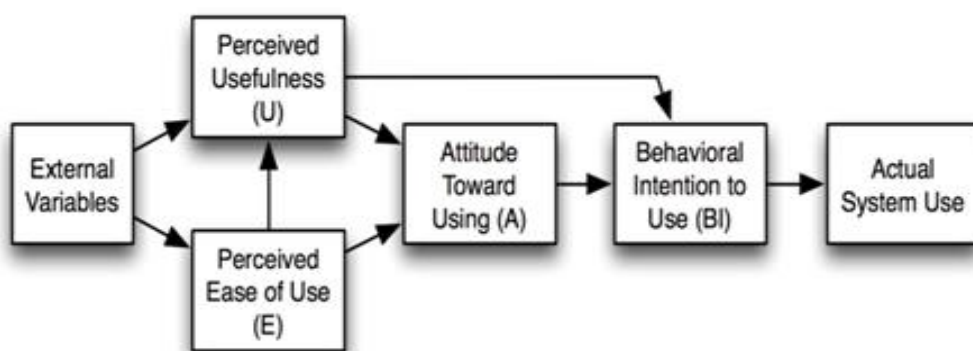 External
Variables
Perceived
Usefulness
(U)
Perceived
Ease of Use
(E)
Attitude
Toward
Using (A)
Behavioral
Intention to
Use (BI)
Actual
System Use